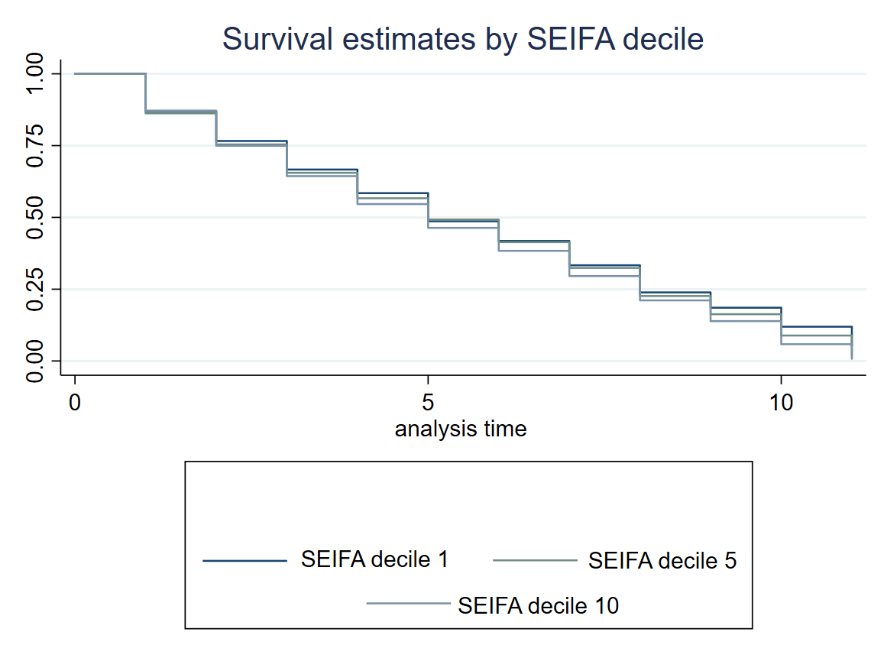 Survival estimates by SEIFA decile
1.00
0.75
0.50
0.25
0.00
0 5 10
analysis time
SEIFA decile 1 SEIFA decile 5
SEIFA decile 10